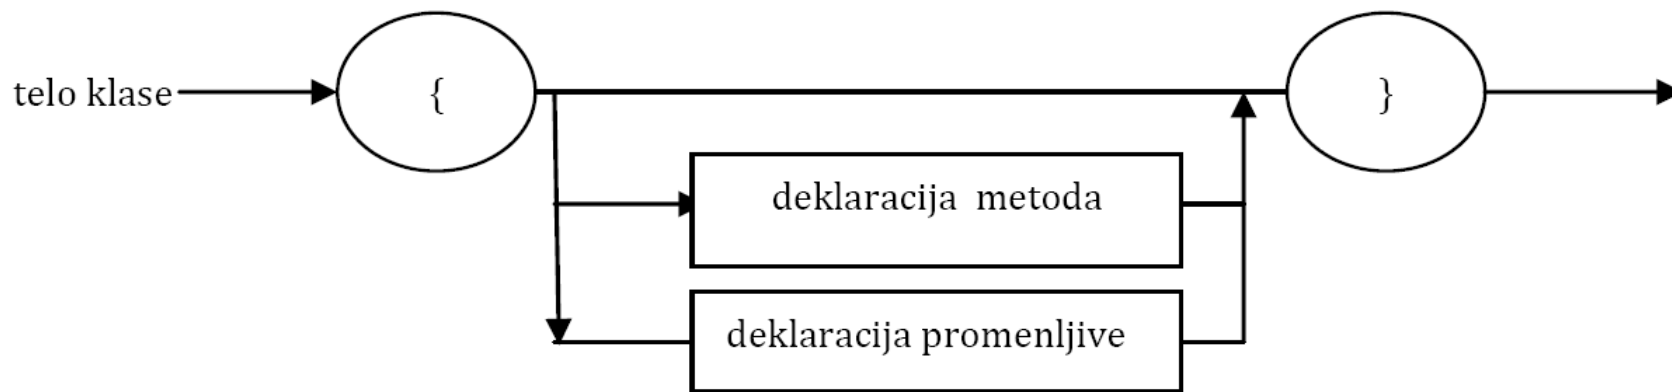 telo klase
{
}
deklaracija metoda
deklaracija promenljive